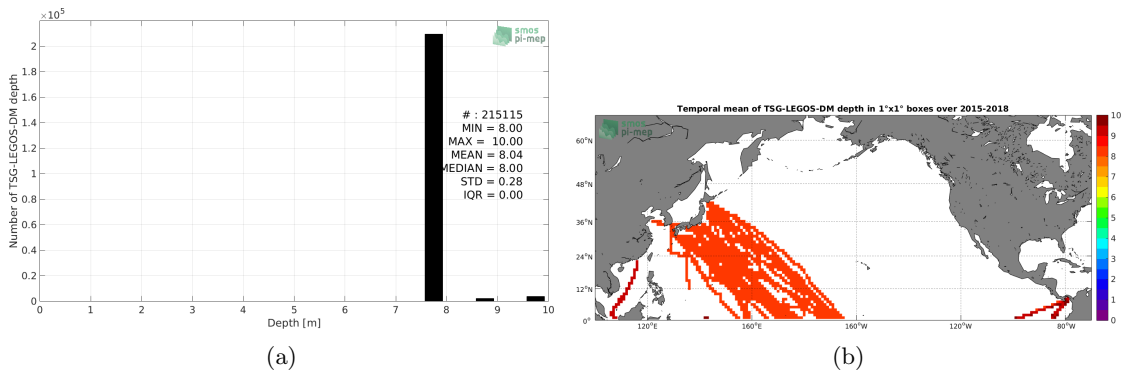 ×10⁵
smos
pi-mep
2
1.8
1.6
1.4
1.2
1
0.8
0.6
0.4
0.2
0
Number of TSG-LEGOS-DM depth
# : 215115
MIN = 8.00
MAX = 10.00
MEAN = 8.04
MEDIAN = 8.00
STD = 0.28
IQR = 0.00
0 1 2 3 4 5 6 7 8 9 10
Depth [m]
(a)
Temporal mean of TSG-LEGOS-DM depth in 1°x1° boxes over 2015-2018
smos
pi-mep
60°N
48°N
36°N
24°N
12°N
0°
120°E 160°E 160°W 120°W 80°W
10
9
8
7
6
5
4
3
2
1
0
(b)